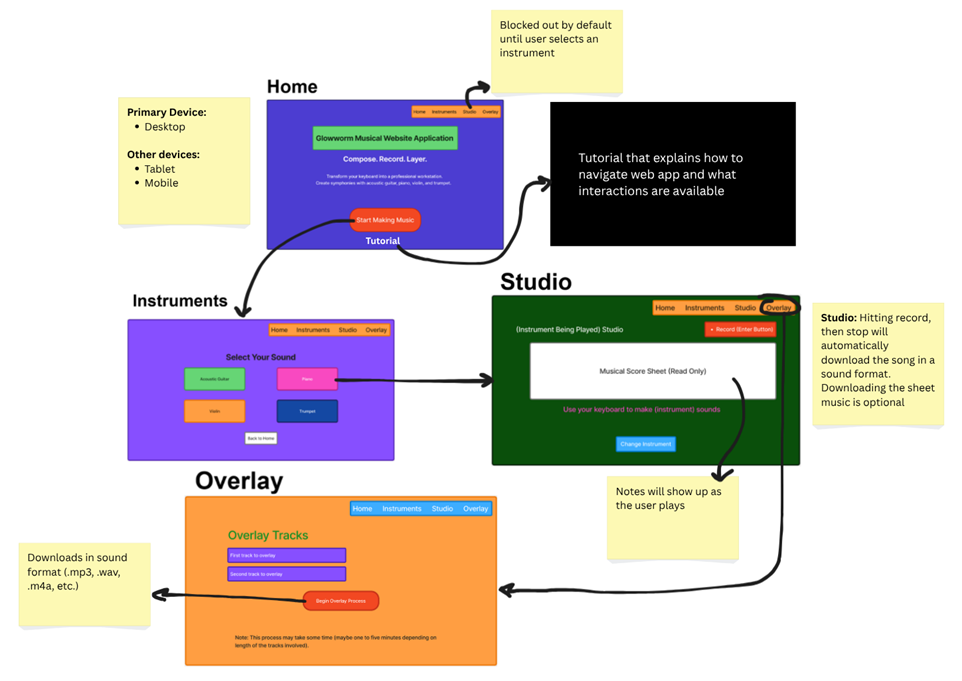 Blocked out by default
until user selects an
instrument
Home
Primary Device:
Desktop
Other devices:
Tablet
Mobile
Home Instruments Studio Overlay
Glowworm Musical Website Application
Compose. Record. Layer.
Transform your keyboard into a professional workstation.
Create symphonies with acoustic guitar, piano, violin, and trumpet.
Start Making Music
Tutorial
Tutorial that explains how to
navigate web app and what
interactions are available
Instruments
Home Instruments Studio Overlay
Select Your Sound
Acoustic Guitar
Piano
Violin
Trumpet
Back to Home
Studio
Home Instruments Studio Overlay
(Instrument Being Played) Studio
• Record (Enter Button)
Musical Score Sheet (Read Only)
Use your keyboard to make (instrument) sounds
Change Instrument
Studio: Hitting record,
then stop will
automatically
download the song in a
sound format.
Downloading the sheet
music is optional
Notes will show up as
the user plays
Overlay
Home Instruments Studio Overlay
Overlay Tracks
First track to overlay
Second track to overlay
Begin Overlay Process
Note: This process may take some time (maybe one to five minutes depending on
length of the tracks involved).
Downloads in sound
format (.mp3, .wav,
.m4a, etc.)